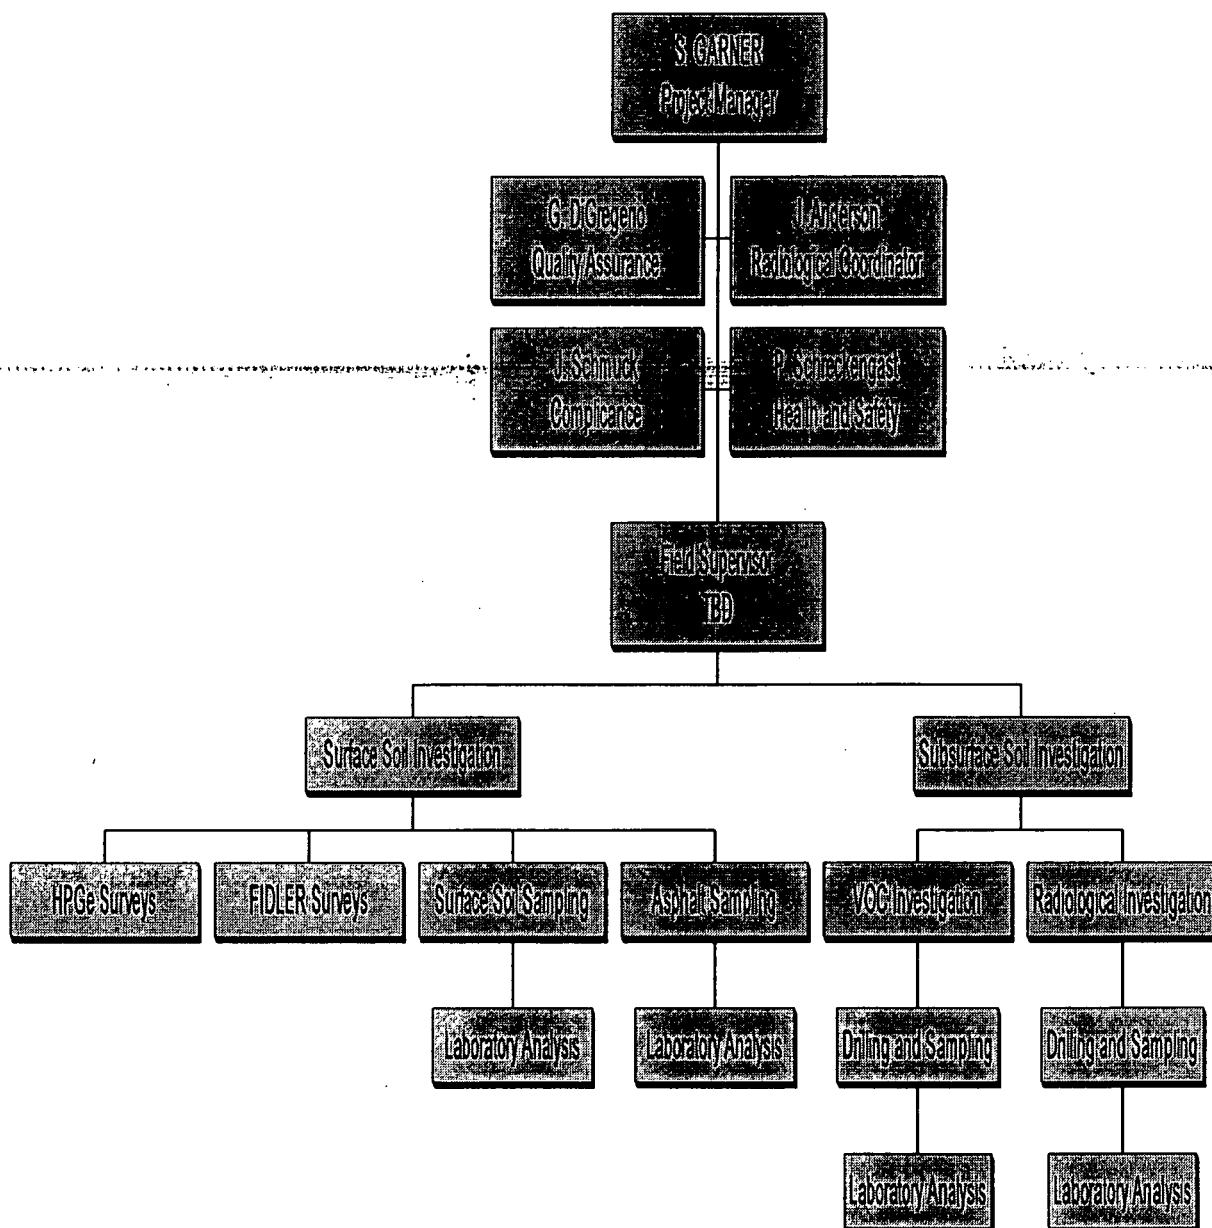 S. GARNER
Project Manager
G. DiGregerio
Quality Assurance
J. Anderson
Radiological Coordinator
J. Schmuck
Complicance
P. Schreckengast
Health and Safety
Field Supervisor
TBD
Surface Soil Investigation
Subsurface Soil Investigation
HPGe Surveys
FIDLER Surveys
Surface Soil Sampling
Asphalt Sampling
VOC Investigation
Radiological Investigation
Laboratory Analysis
Laboratory Analysis
Drilling and Sampling
Drilling and Sampling
Laboratory Analysis
Laboratory Analysis